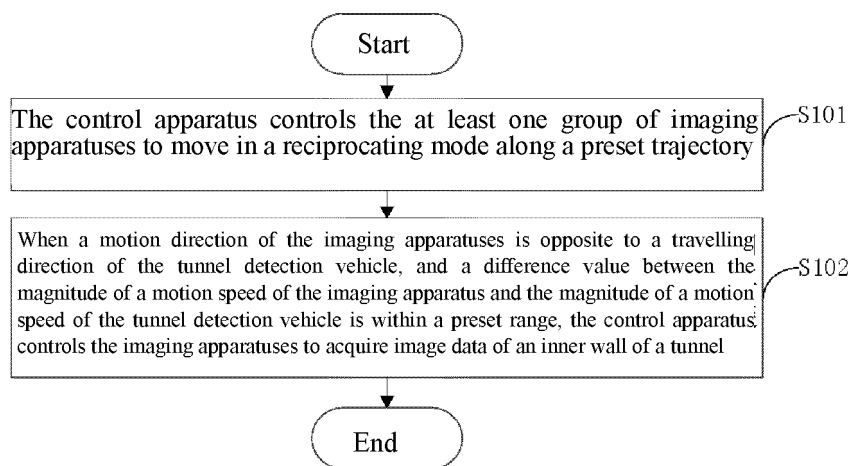 Start
The control apparatus controls the at least one group of imaging
apparatuses to move in a reciprocating mode along a preset trajectory
S101
When a motion direction of the imaging apparatuses is opposite to a travelling
direction of the tunnel detection vehicle, and a difference value between the
magnitude of a motion speed of the imaging apparatus and the magnitude of a motion
speed of the tunnel detection vehicle is within a preset range, the control apparatus
controls the imaging apparatuses to acquire image data of an inner wall of a tunnel
S102
End